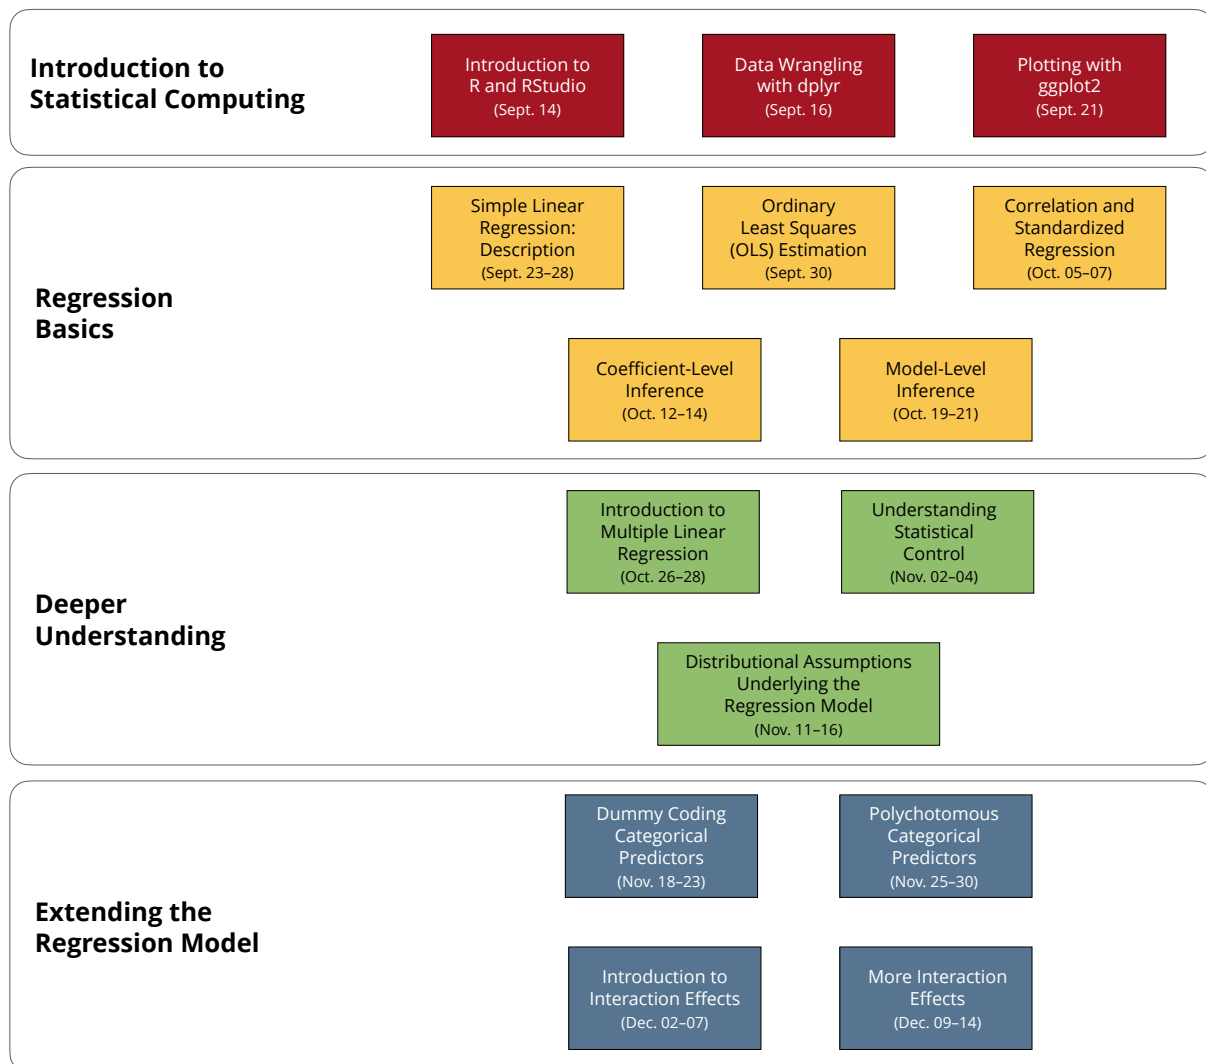 Introduction to
Statistical Computing
Introduction to
R and RStudio
(Sept. 14)
Data Wrangling
with dplyr
(Sept. 16)
Plotting with
ggplot2
(Sept. 21)
Regression
Basics
Simple Linear
Regression:
Description
(Sept. 23–28)
Ordinary
Least Squares
(OLS) Estimation
(Sept. 30)
Correlation and
Standardized
Regression
(Oct. 05–07)
Coefficient-Level
Inference
(Oct. 12–14)
Model-Level
Inference
(Oct. 19–21)
Deeper
Understanding
Introduction to
Multiple Linear
Regression
(Oct. 26–28)
Understanding
Statistical
Control
(Nov. 02–04)
Distributional Assumptions
Underlying the
Regression Model
(Nov. 11–16)
Extending the
Regression Model
Dummy Coding
Categorical
Predictors
(Nov. 18–23)
Polychotomous
Categorical
Predictors
(Nov. 25–30)
Introduction to
Interaction Effects
(Dec. 02–07)
More Interaction
Effects
(Dec. 09–14)